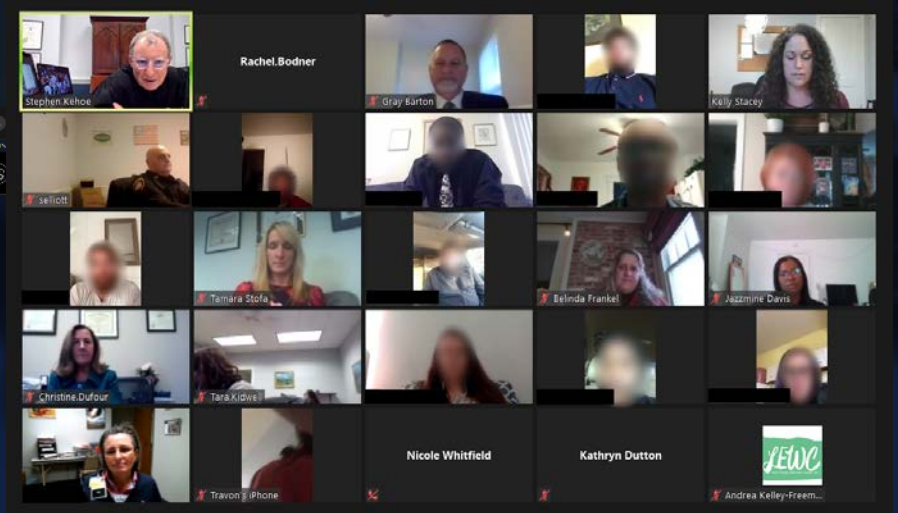 Stephen Kehoe
Rachel.Bodner
Gray Barton
Kelly Stacey
selliott
Tamara Stofa
Belinda Frankel
Jazzmine Davis
Christine.Dufour
Tara.Kidwell
Travon's iPhone
Nicole Whitfield
Kathryn Dutton
LEWC
Andrea Kelley-Freem...